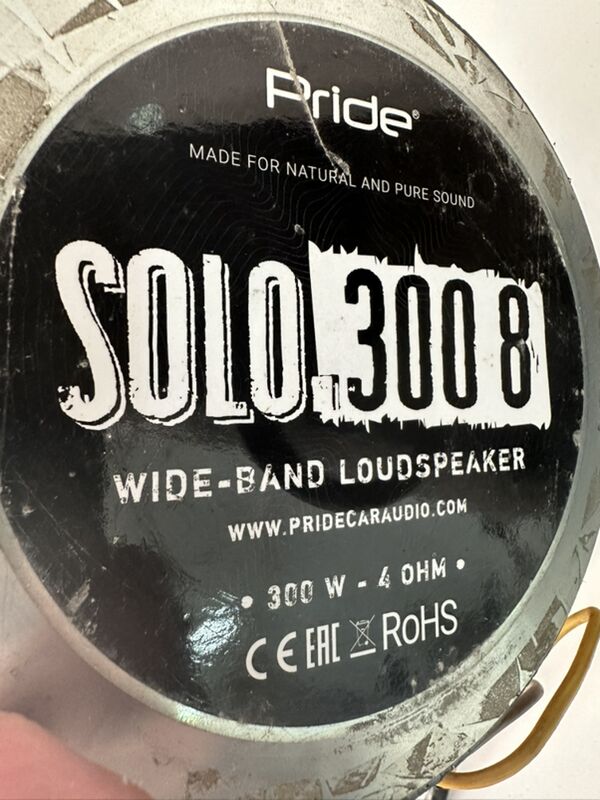 Pride®
MADE FOR NATURAL AND PURE SOUND
SOLO.300 8
WIDE-BAND LOUDSPEAKER
WWW.PRIDECARAUDIO.COM
• 300 W - 4 OHM •
CE EAC RoHS